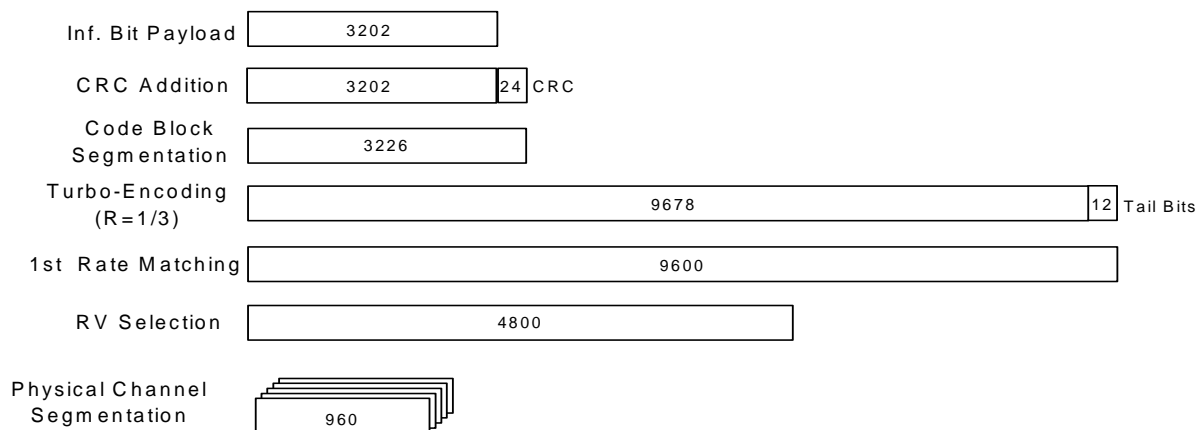 Inf. Bit Payload 3202
CRC Addition 3202 24 CRC
Code Block
Segmentation 3226
Turbo-Encoding
(R=1/3) 9678 12 Tail Bits
1st Rate Matching 9600
RV Selection 4800
Physical Channel
Segmentation 960